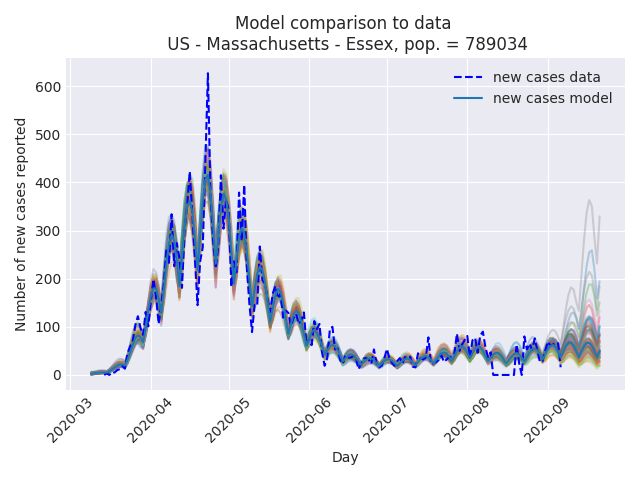 Model comparison to data
US - Massachusetts - Essex, pop. = 789034
new cases data
new cases model
Number of new cases reported
600
500
400
300
200
100
0
2020-03
2020-04
2020-05
2020-06
2020-07
2020-08
2020-09
Day